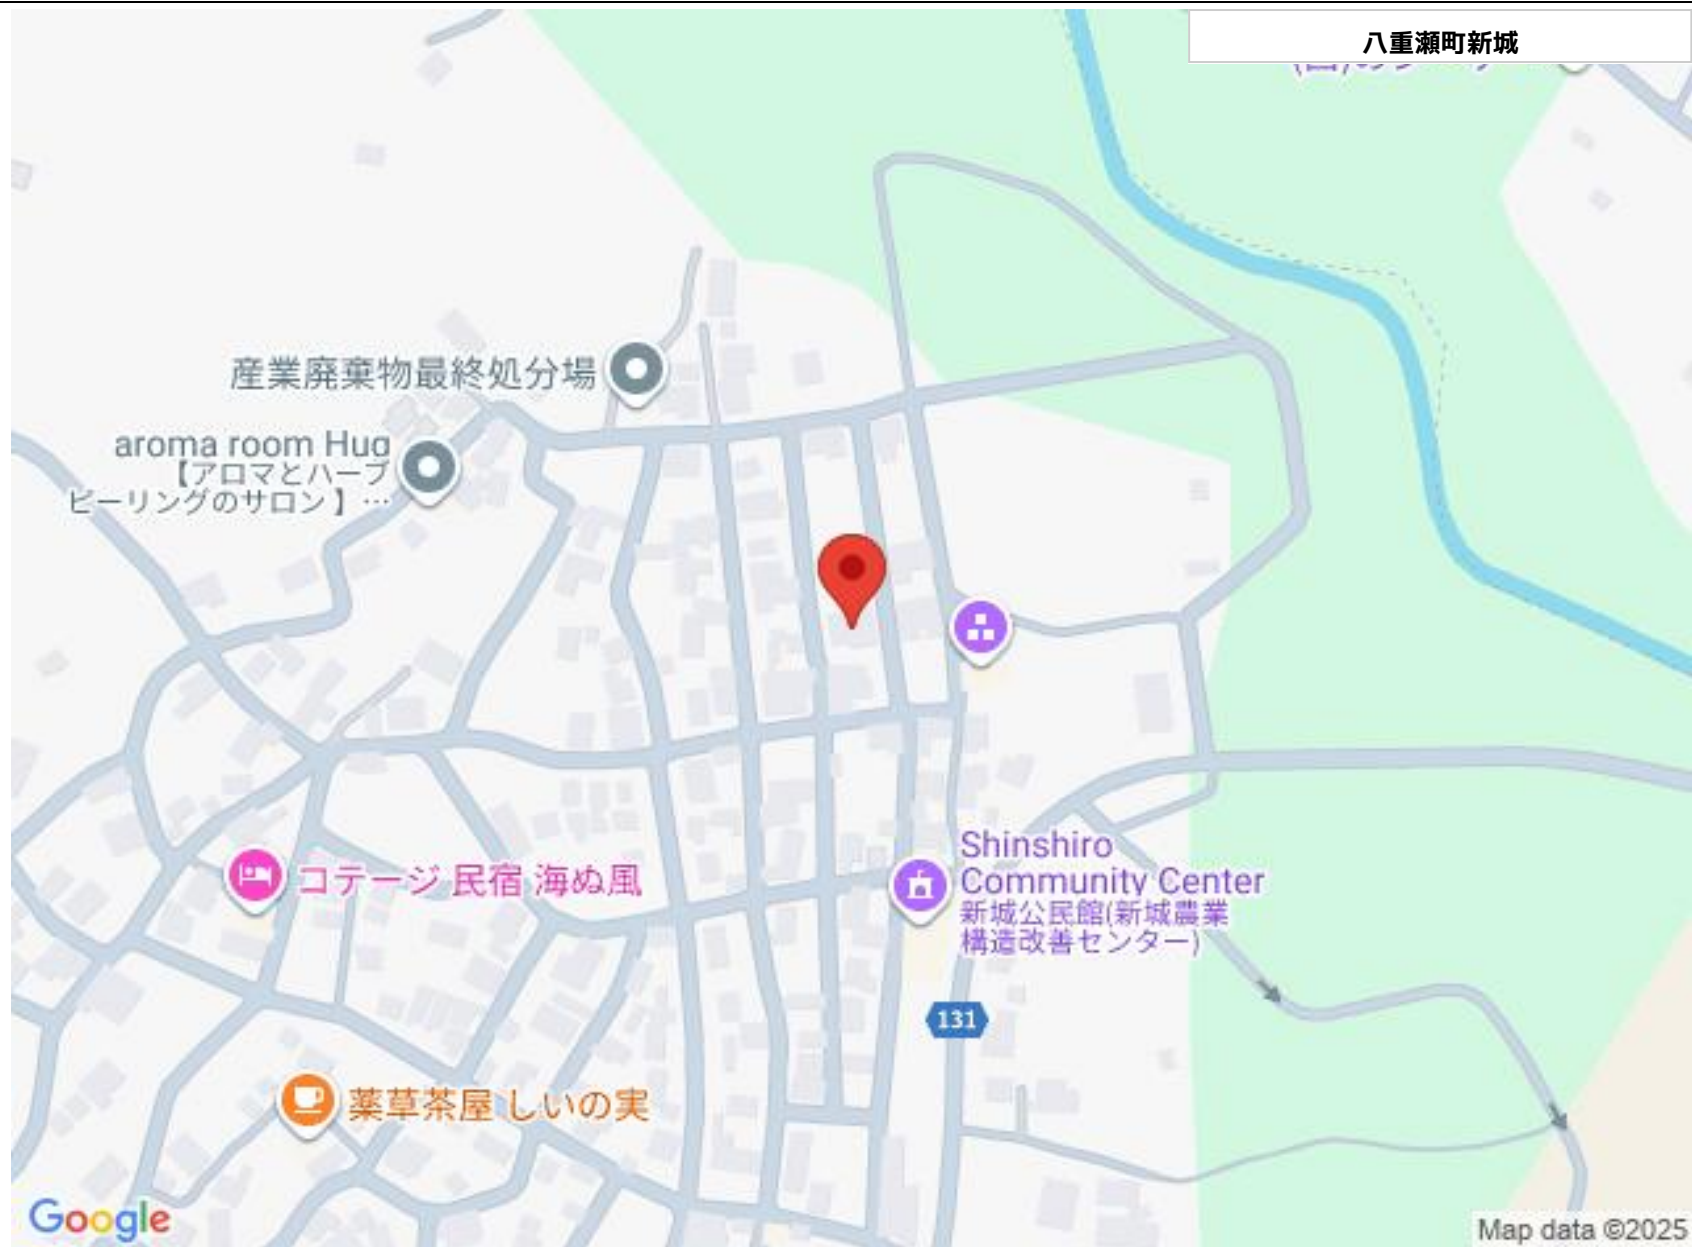 八重瀬町新城
産業廃棄物最終処分場
aroma room Hug
【アロマとハーブ
ピーリングのサロン】…
コテージ 民宿 海ぬ風
Shinshiro
Community Center
新城公民館(新城農業
構造改善センター)
131
薬草茶屋 しいの実
Google
Map data ©2025